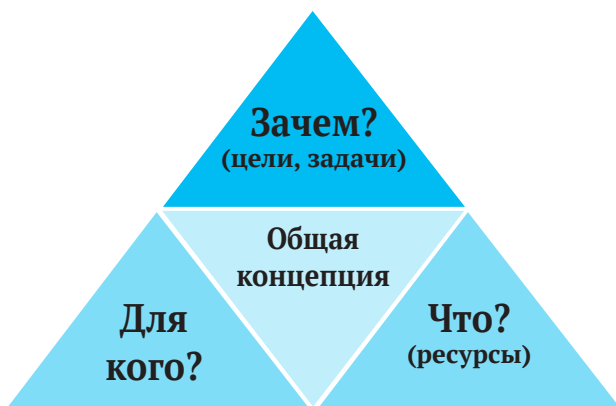 Зачем?
(цели, задачи)
Общая
концепция
Для
кого?
Что?
(ресурсы)